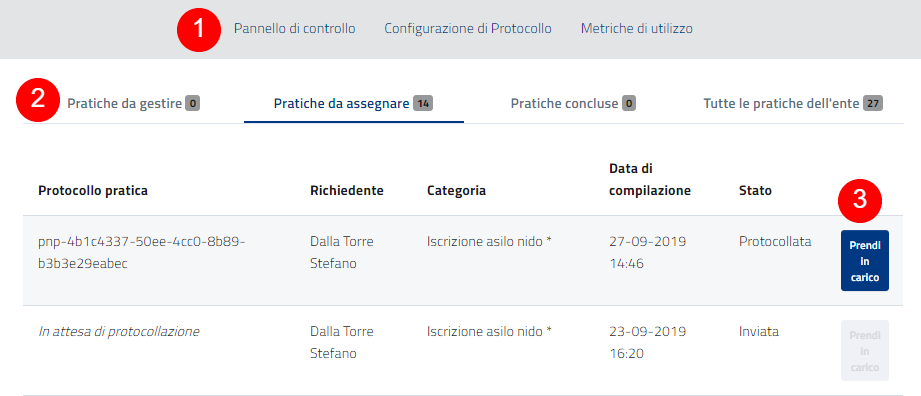 1 Pannello di controllo Configurazione di Protocollo Metriche di utilizzo
2 Pratiche da gestire 0 Pratiche da assegnare 14 Pratiche concluse 0 Tutte le pratiche dell'ente 27
Protocollo pratica Richiedente Categoria Data di compilazione Stato
3
pnp-4b1c4337-50ee-4cc0-8b89-
b3b3e29eabec
Dalla Torre
Stefano
Iscrizione asilo nido *
27-09-2019
14:46
Protocollata
Prendi
in
carico
In attesa di protocollazione
Dalla Torre
Stefano
Iscrizione asilo nido *
23-09-2019
16:20
Inviata
Prendi
in
carico